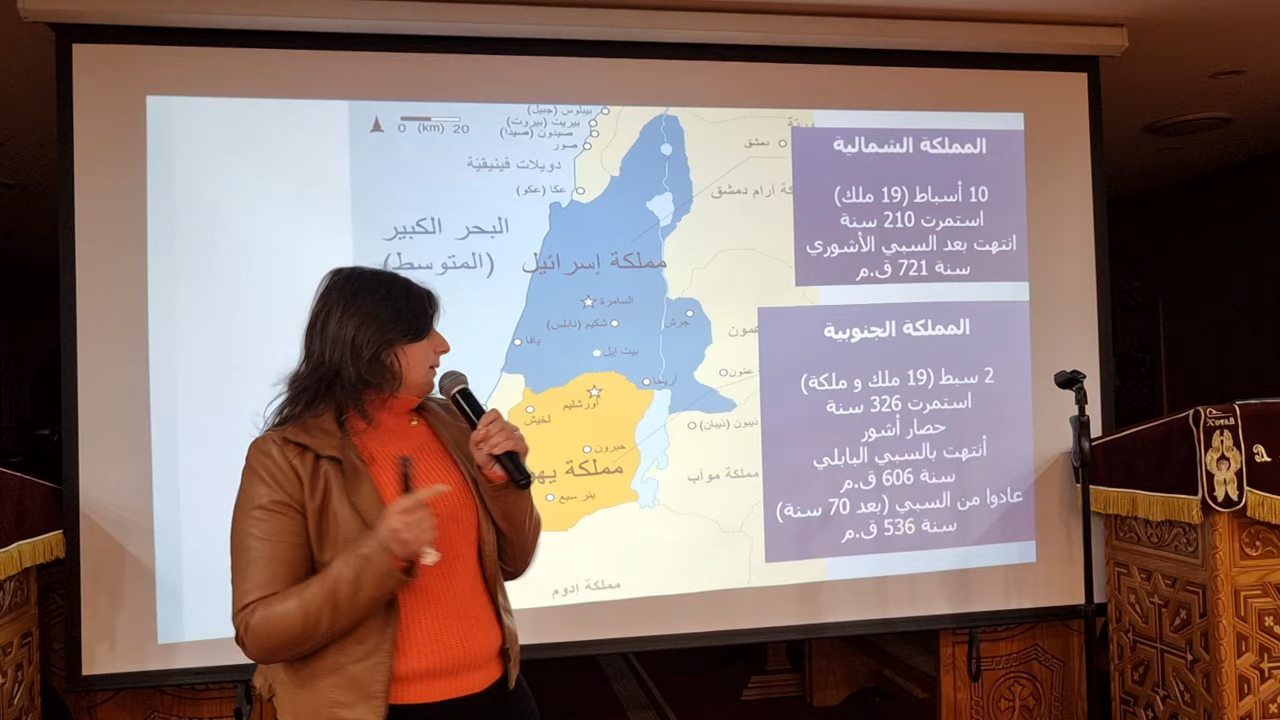 بيبلوس (جبيل)
بيريت (بيروت)
صيدون (صيدا)
صور
0 (km) 20
دويلات فينيقيّة
عكا (عكو)
دمشق
آرام دمشق
البحر الكبير
(المتوسط)
مملكة إسرائيل
السامرة
شكيم (نابلس)
يافا
بيت إيل
جرش
عمون
أريحا
أورشليم
لخيش
حبرون
مملكة
بئر سبع
ديبون (ذيبان)
مملكة موآب
مملكة إدوم
المملكة الشمالية
10 أسباط (19 ملك)
استمرت 210 سنة
انتهت بعد السبي الأشوري
سنة 721 ق.م
المملكة الجنوبية
2 سبط (19 ملك و ملكة)
استمرت 326 سنة
حصار أشور
أنتهت بالسبي البابلي
سنة 606 ق.م
عادوا من السبي (بعد 70 سنة)
سنة 536 ق.م